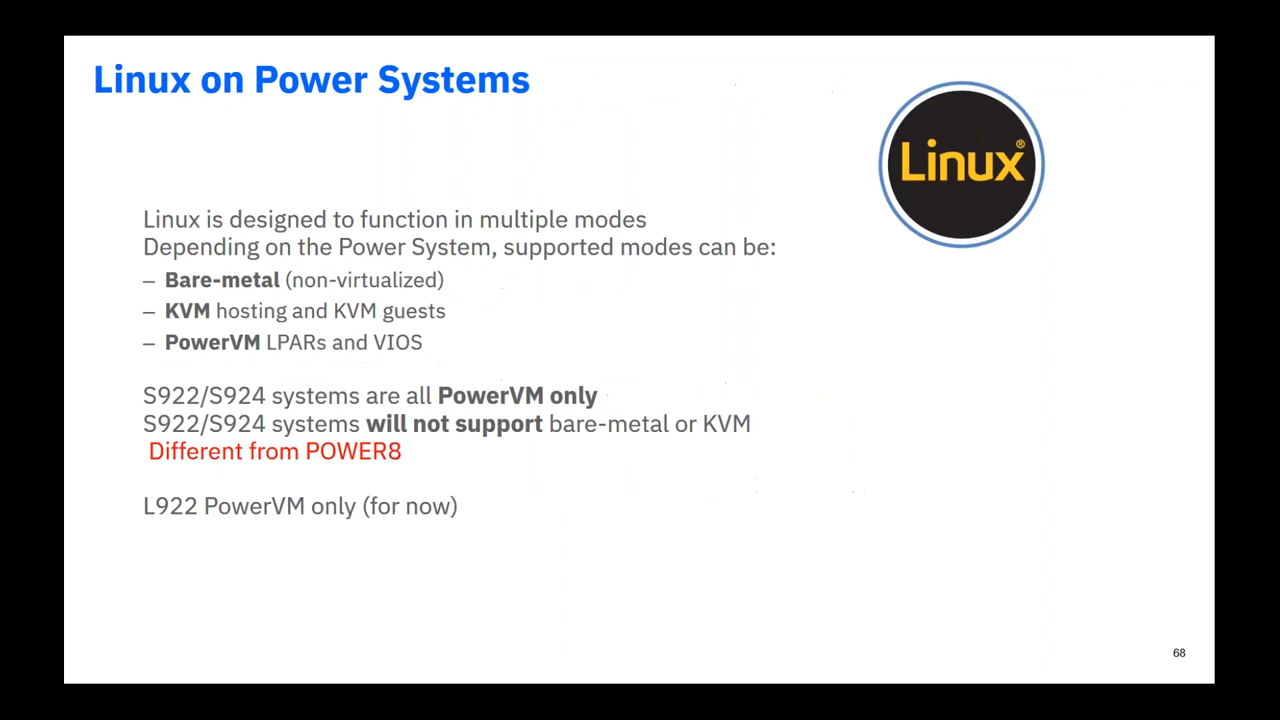 Linux on Power Systems
Linux®
Linux is designed to function in multiple modes
Depending on the Power System, supported modes can be:
– Bare-metal (non-virtualized)
– KVM hosting and KVM guests
– PowerVM LPARs and VIOS
S922/S924 systems are all PowerVM only
S922/S924 systems will not support bare-metal or KVM
Different from POWER8
L922 PowerVM only (for now)
68